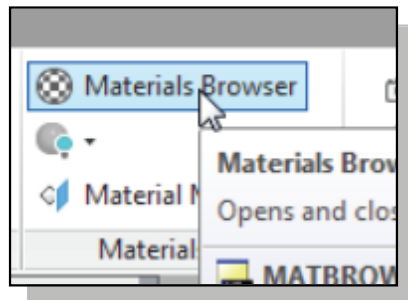 Materials Browser
Material
Materials Brow
Opens and clos
Material
MATBROW